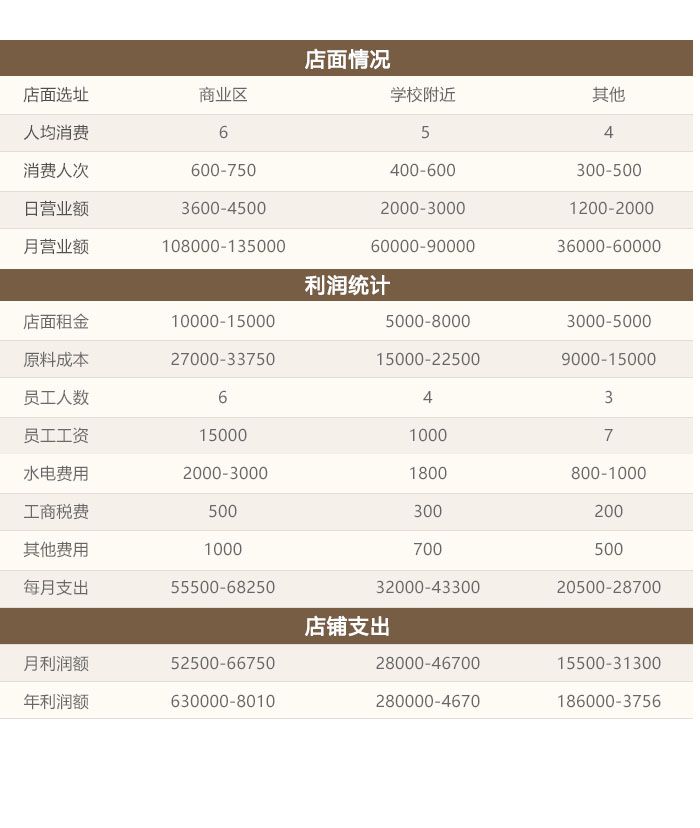 店面情况
店面选址 商业区 学校附近 其他
人均消费 6 5 4
消费人次 600-750 400-600 300-500
日营业额 3600-4500 2000-3000 1200-2000
月营业额 108000-135000 60000-90000 36000-60000
利润统计
店面租金 10000-15000 5000-8000 3000-5000
原料成本 27000-33750 15000-22500 9000-15000
员工人数 6 4 3
员工工资 15000 1000 7
水电费用 2000-3000 1800 800-1000
工商税费 500 300 200
其他费用 1000 700 500
每月支出 55500-68250 32000-43300 20500-28700
店铺支出
月利润额 52500-66750 28000-46700 15500-31300
年利润额 630000-8010 280000-4670 186000-3756